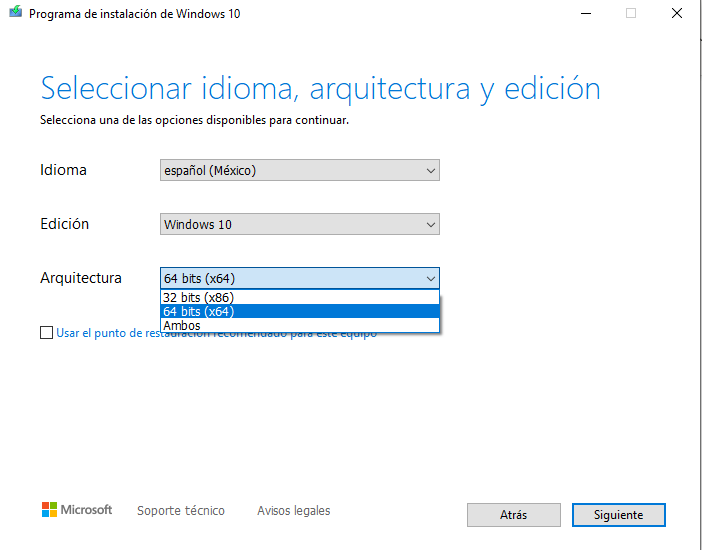 Programa de instalación de Windows 10
Seleccionar idioma, arquitectura y edición
Selecciona una de las opciones disponibles para continuar.
Idioma
español (México)
Edición
Windows 10
Arquitectura
64 bits (x64)
32 bits (x86)
64 bits (x64)
Ambos
Usar el punto de restauración recomendado para este equipo
Microsoft
Soporte técnico
Avisos legales
Atrás
Siguiente